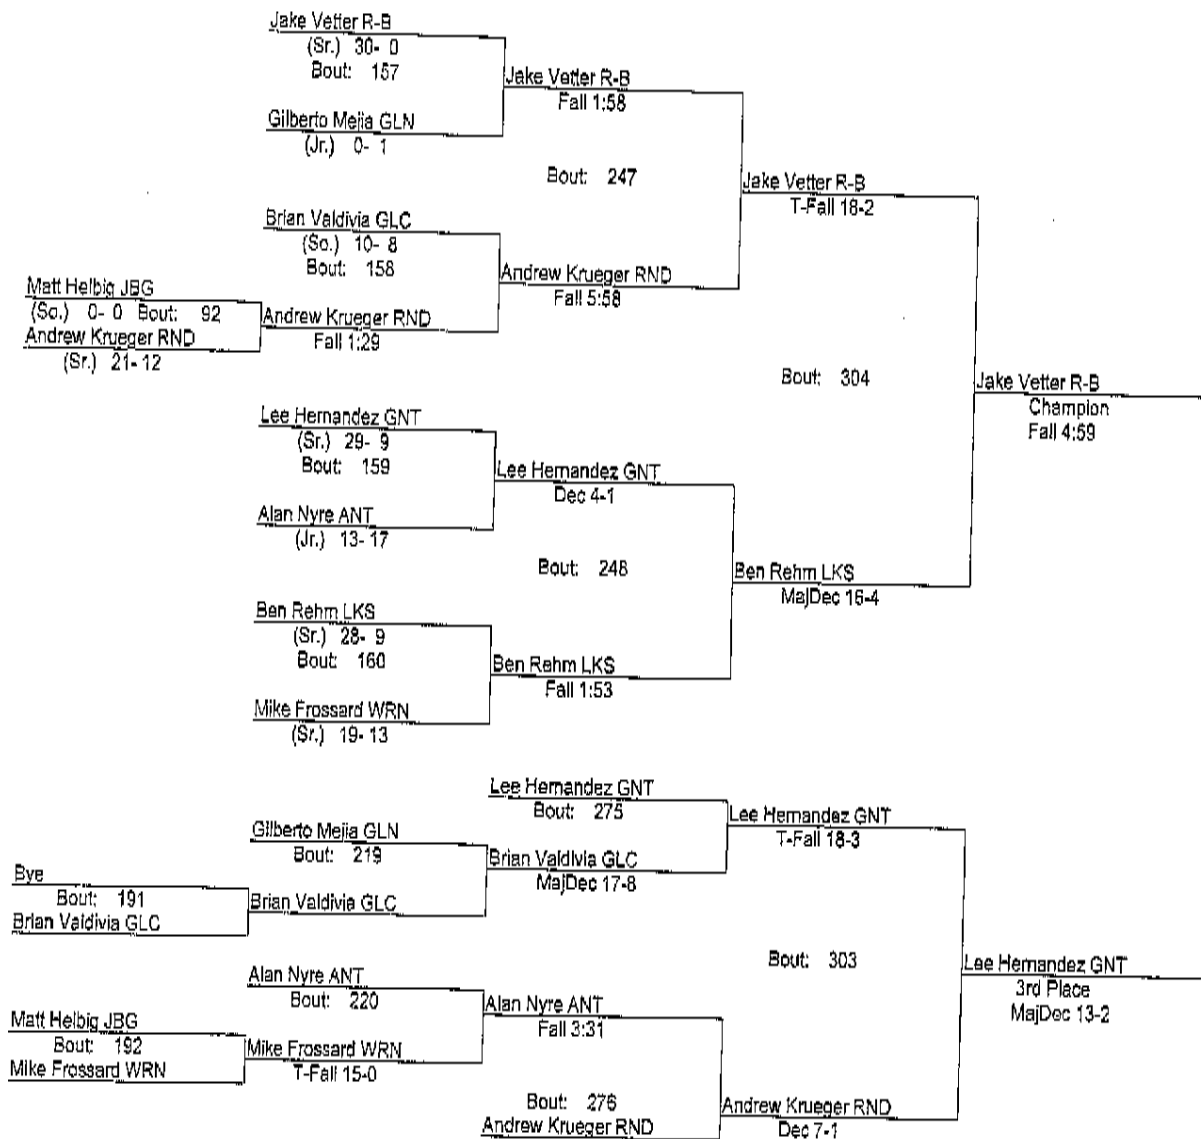 Jake Vetter R-B
(Sr.) 30- 0
Bout: 157
Jake Vetter R-B
Fall 1:58
Gilberto Mejia GLN
(Jr.) 0- 1
Bout: 247
Jake Vetter R-B
T-Fall 18-2
Brian Valdivia GLC
(So.) 10- 8
Bout: 158
Andrew Krueger RND
Fall 5:58
Matt Helbig JBG
(So.) 0- 0 Bout: 92
Andrew Krueger RND
Fall 1:29
Andrew Krueger RND
(Sr.) 21- 12
Bout: 304
Jake Vetter R-B
Champion
Fall 4:59
Lee Hernandez GNT
(Sr.) 29- 9
Bout: 159
Lee Hernandez GNT
Dec 4-1
Alan Nyre ANT
(Jr.) 13- 17
Bout: 248
Ben Rehm LKS
MajDec 16-4
Ben Rehm LKS
(Sr.) 28- 9
Bout: 160
Ben Rehm LKS
Fall 1:53
Mike Frossard WRN
(Sr.) 19- 13
Lee Hernandez GNT
Bout: 275
Lee Hernandez GNT
T-Fall 18-3
Gilberto Mejia GLN
Bout: 219
Brian Valdivia GLC
MajDec 17-8
Bye
Bout: 191
Brian Valdivia GLC
Brian Valdivia GLC
Bout: 303
Lee Hernandez GNT
3rd Place
MajDec 13-2
Alan Nyre ANT
Bout: 220
Alan Nyre ANT
Fall 3:31
Matt Helbig JBG
Bout: 192
Mike Frossard WRN
T-Fall 15-0
Mike Frossard WRN
Bout: 276
Andrew Krueger RND
Andrew Krueger RND
Dec 7-1